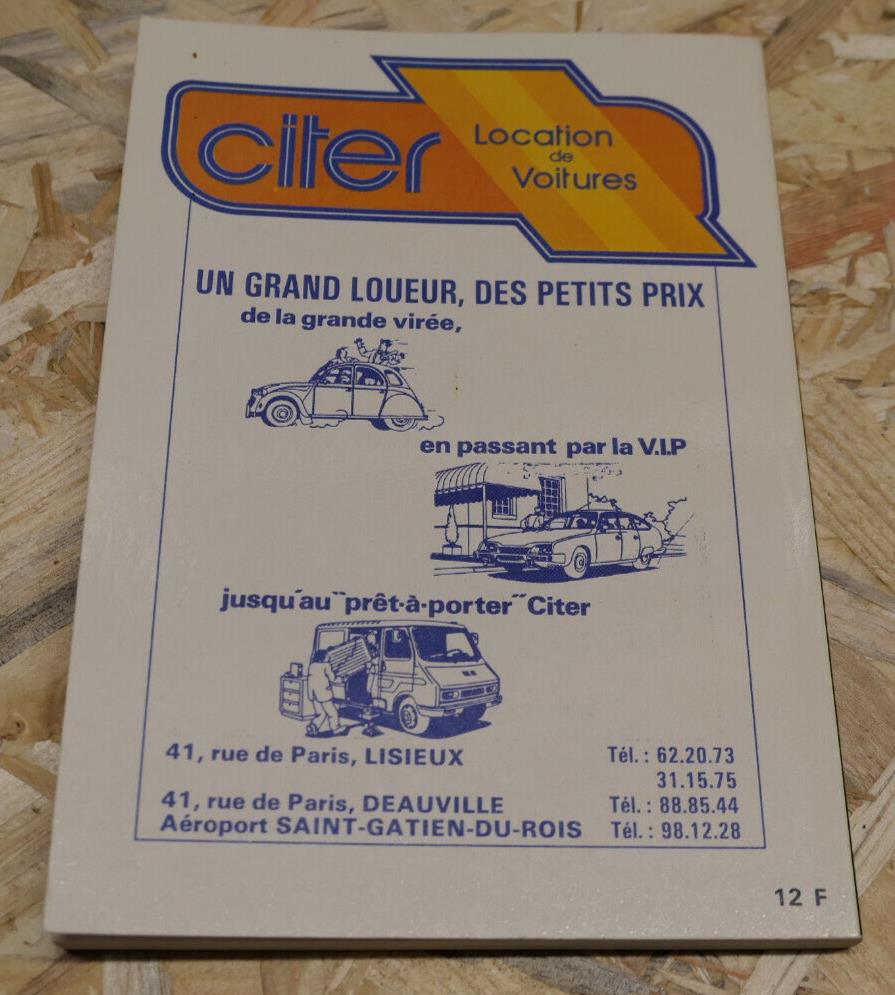 citer
Location
de
Voitures
UN GRAND LOUEUR, DES PETITS PRIX
de la grande virée,
en passant par la V.I.P
jusqu'au "prêt-à-porter" Citer
41, rue de Paris, LISIEUX Tél. : 62.20.73
31.15.75
41, rue de Paris, DEAUVILLE Tél. : 88.85.44
Aéroport SAINT-GATIEN-DU-ROIS Tél. : 98.12.28
12 F